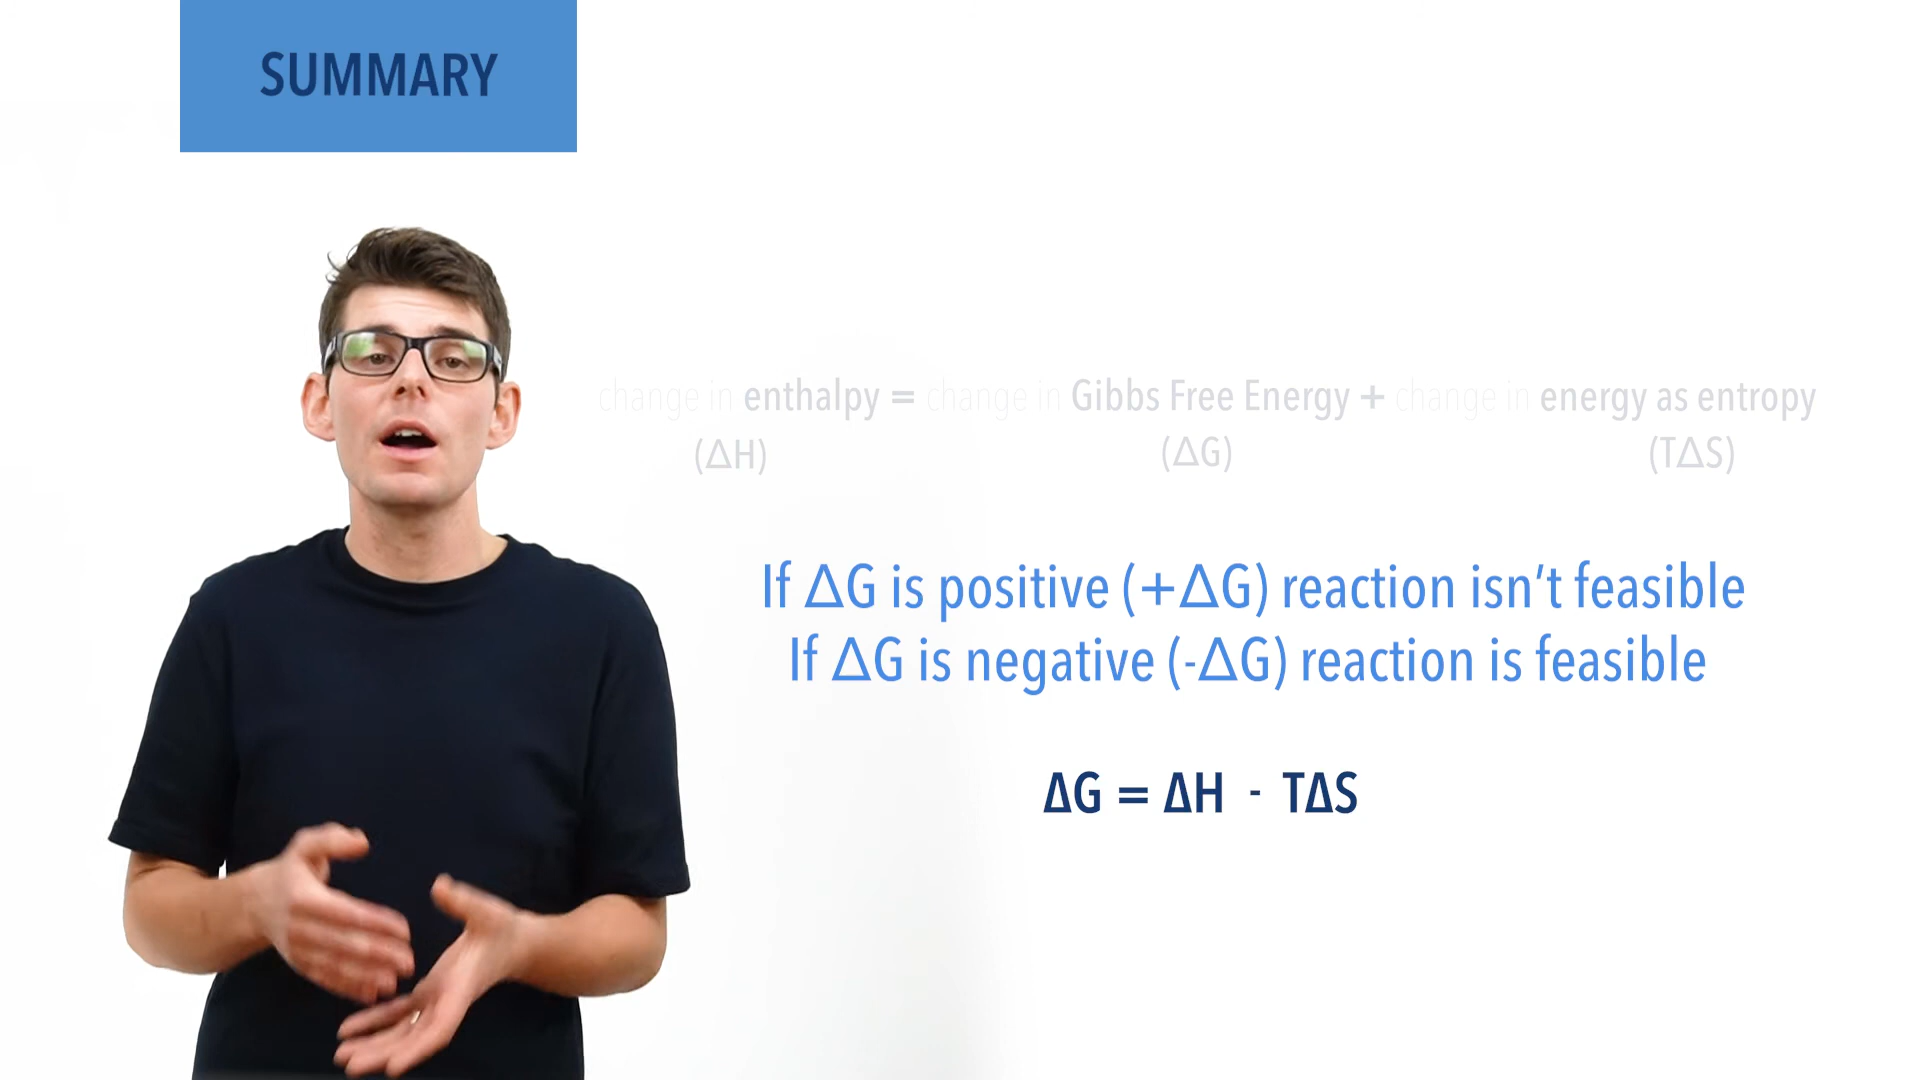 SUMMARY
change in enthalpy = change in Gibbs Free Energy + change in energy as entropy
(ΔH) (ΔG) (TΔS)
If ΔG is positive (+ΔG) reaction isn’t feasible
If ΔG is negative (-ΔG) reaction is feasible
ΔG = ΔH - TΔS